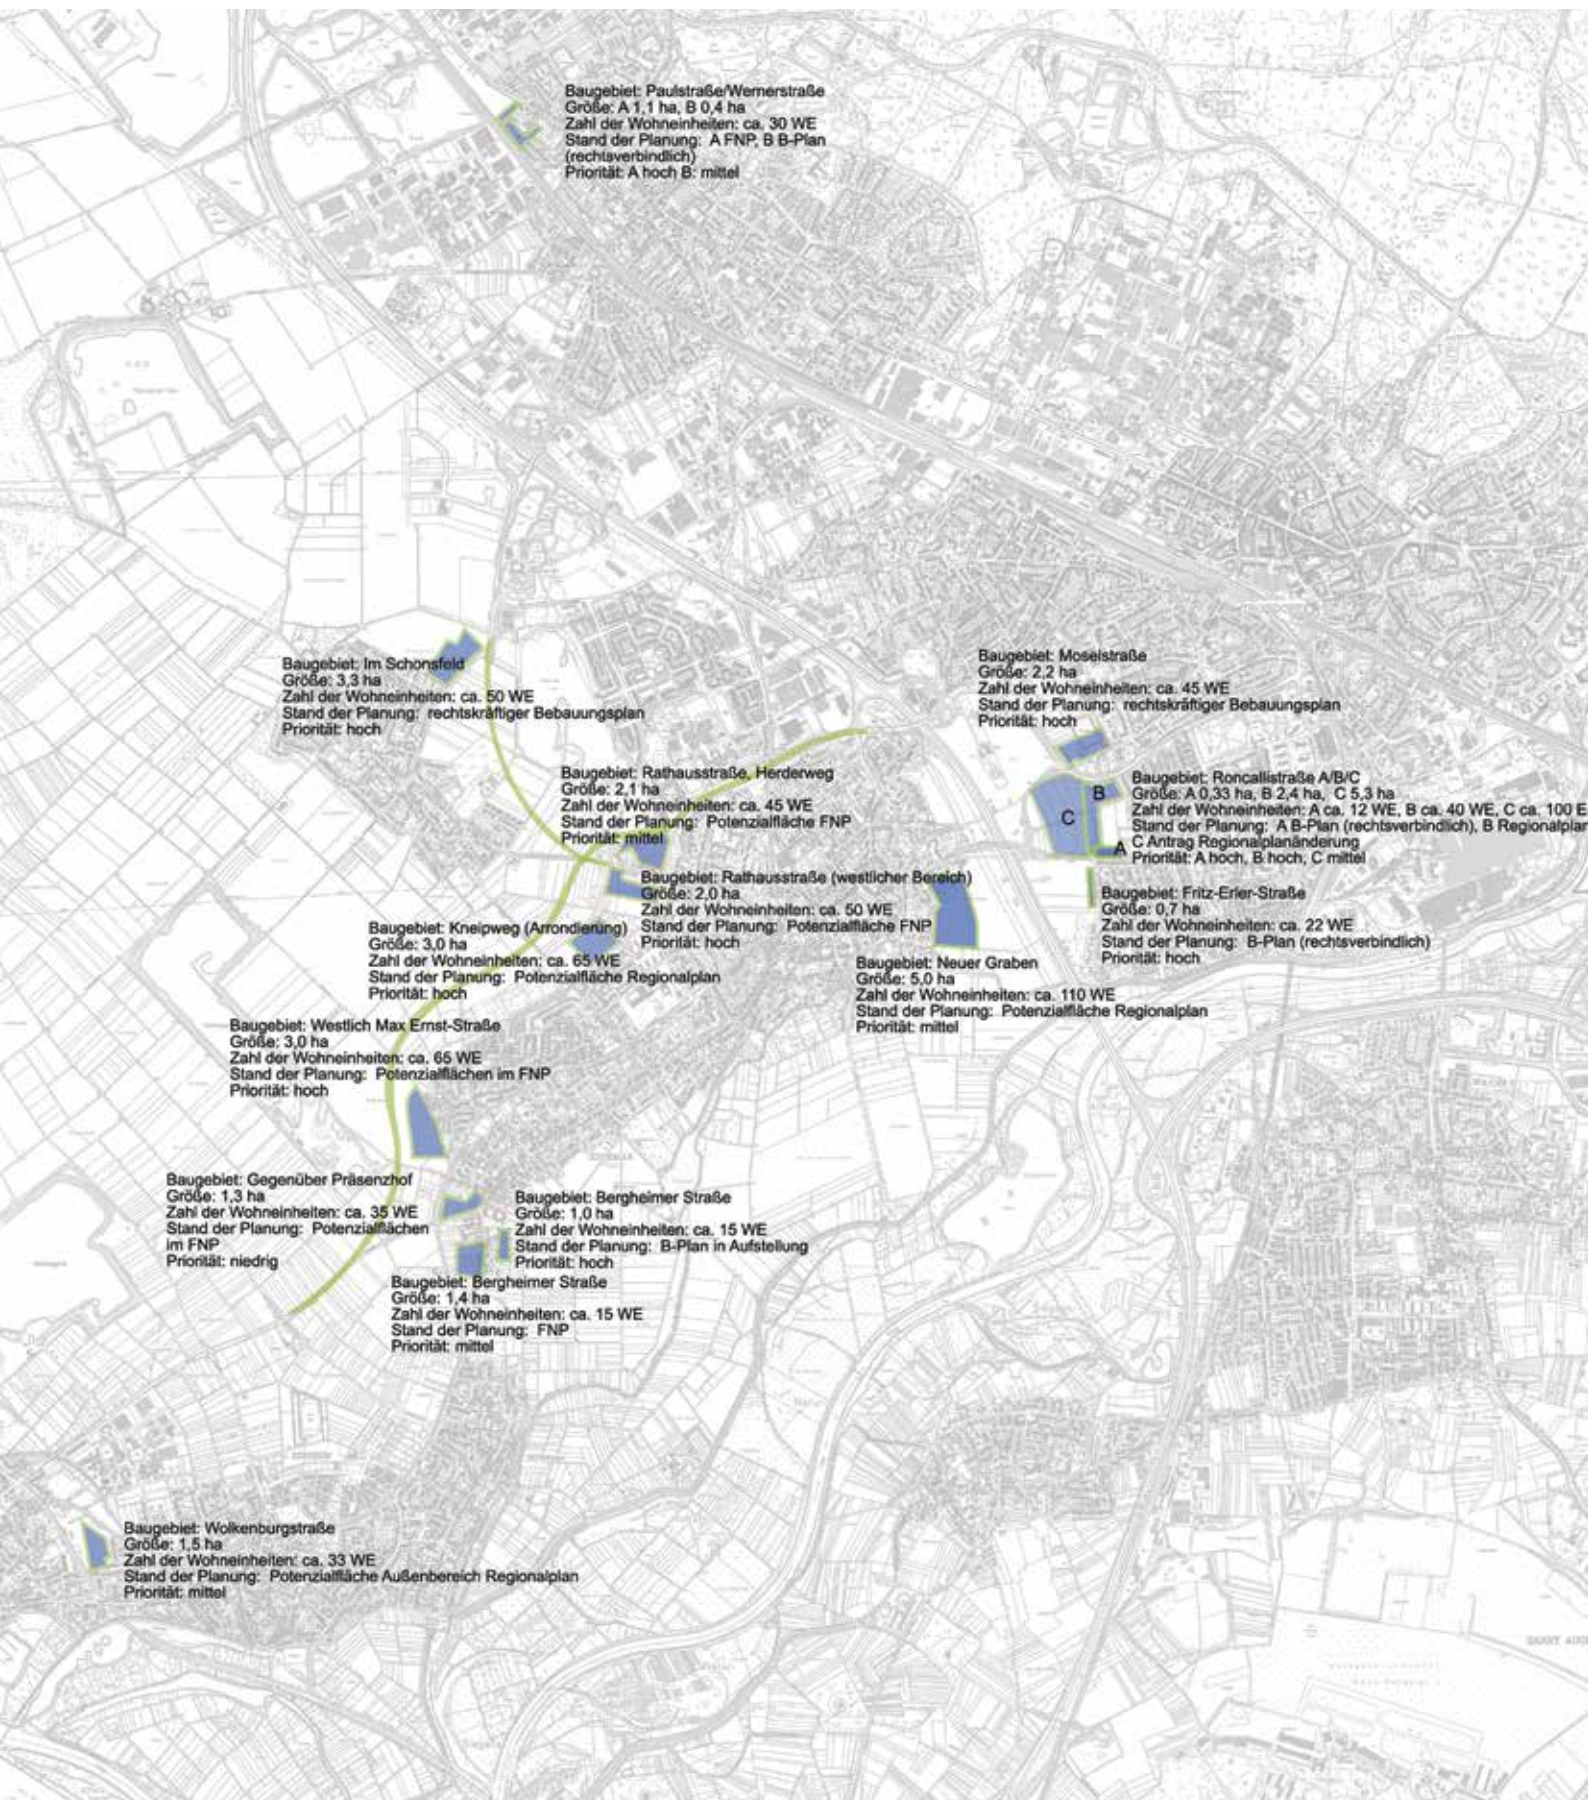 Baugebiet: Paulstraße/Wernerstraße
Größe: A 1,1 ha, B 0,4 ha
Zahl der Wohneinheiten: ca. 30 WE
Stand der Planung: A FNP, B B-Plan
(rechtsverbindlich)
Priorität: A hoch B: mittel
Baugebiet: Im Schonsfeld
Größe: 3,3 ha
Zahl der Wohneinheiten: ca. 50 WE
Stand der Planung: rechtskräftiger Bebauungsplan
Priorität: hoch
Baugebiet: Moselstraße
Größe: 2,2 ha
Zahl der Wohneinheiten: ca. 45 WE
Stand der Planung: rechtskräftiger Bebauungsplan
Priorität: hoch
Baugebiet: Rathausstraße, Herderweg
Größe: 2,1 ha
Zahl der Wohneinheiten: ca. 45 WE
Stand der Planung: Potenzialfläche FNP
Priorität: mittel
B
C
A
Baugebiet: Roncallistraße A/B/C
Größe: A 0,33 ha, B 2,4 ha, C 5,3 ha
Zahl der Wohneinheiten: A ca. 12 WE, B ca. 40 WE, C ca. 100 E
Stand der Planung: A B-Plan (rechtsverbindlich), B Regionalplan
C Antrag Regionalplanänderung
Priorität: A hoch, B hoch, C mittel
Baugebiet: Rathausstraße (westlicher Bereich)
Größe: 2,0 ha
Zahl der Wohneinheiten: ca. 50 WE
Stand der Planung: Potenzialfläche FNP
Priorität: hoch
Baugebiet: Fritz-Erler-Straße
Größe: 0,7 ha
Zahl der Wohneinheiten: ca. 22 WE
Stand der Planung: B-Plan (rechtsverbindlich)
Priorität: hoch
Baugebiet: Kneipweg (Arrondierung)
Größe: 3,0 ha
Zahl der Wohneinheiten: ca. 65 WE
Stand der Planung: Potenzialfläche Regionalplan
Priorität: hoch
Baugebiet: Neuer Graben
Größe: 5,0 ha
Zahl der Wohneinheiten: ca. 110 WE
Stand der Planung: Potenzialfläche Regionalplan
Priorität: mittel
Baugebiet: Westlich Max Ernst-Straße
Größe: 3,0 ha
Zahl der Wohneinheiten: ca. 65 WE
Stand der Planung: Potenzialflächen im FNP
Priorität: hoch
Baugebiet: Gegenüber Präsenzhof
Größe: 1,3 ha
Zahl der Wohneinheiten: ca. 35 WE
Stand der Planung: Potenzialflächen
im FNP
Priorität: niedrig
Baugebiet: Bergheimer Straße
Größe: 1,0 ha
Zahl der Wohneinheiten: ca. 15 WE
Stand der Planung: B-Plan in Aufstellung
Priorität: hoch
Baugebiet: Bergheimer Straße
Größe: 1,4 ha
Zahl der Wohneinheiten: ca. 15 WE
Stand der Planung: FNP
Priorität: mittel
Baugebiet: Wolkenburgstraße
Größe: 1,5 ha
Zahl der Wohneinheiten: ca. 33 WE
Stand der Planung: Potenzialfläche Außenbereich Regionalplan
Priorität: mittel